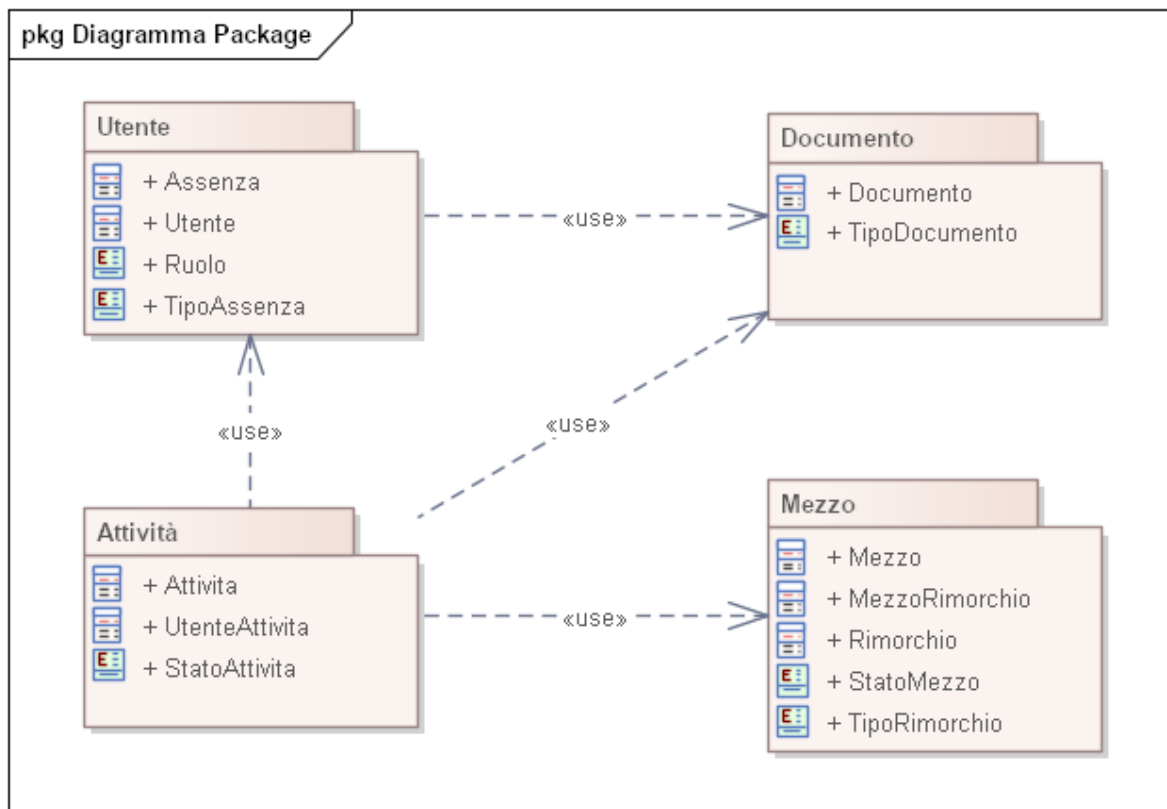 pkg Diagramma Package
Utente
+ Assenza
+ Utente
+ Ruolo
+ TipoAssenza
«use»
Documento
+ Documento
+ TipoDocumento
«use»
«use»
Attività
+ Attivita
+ UtenteAttivita
+ StatoAttivita
«use»
Mezzo
+ Mezzo
+ MezzoRimorchio
+ Rimorchio
+ StatoMezzo
+ TipoRimorchio